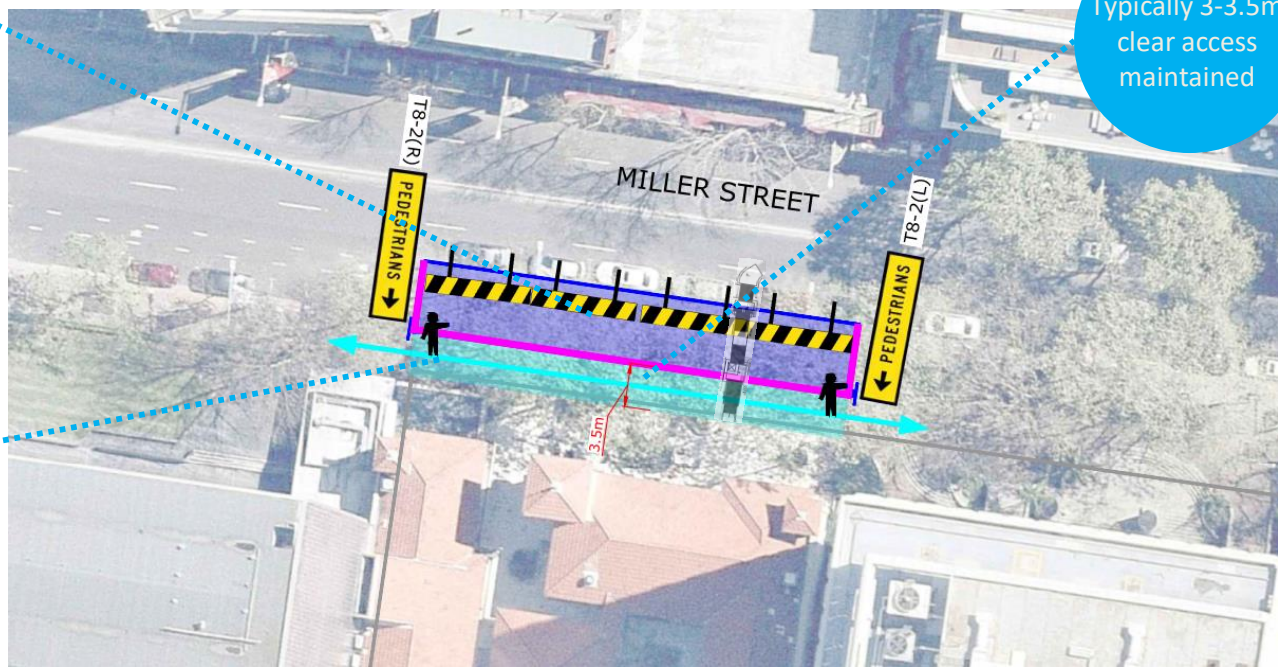 Typically 3-3.5m
clear access
maintained
T8-2(R)
PEDESTRIANS
MILLER STREET
T8-2(L)
PEDESTRIANS
3.5m